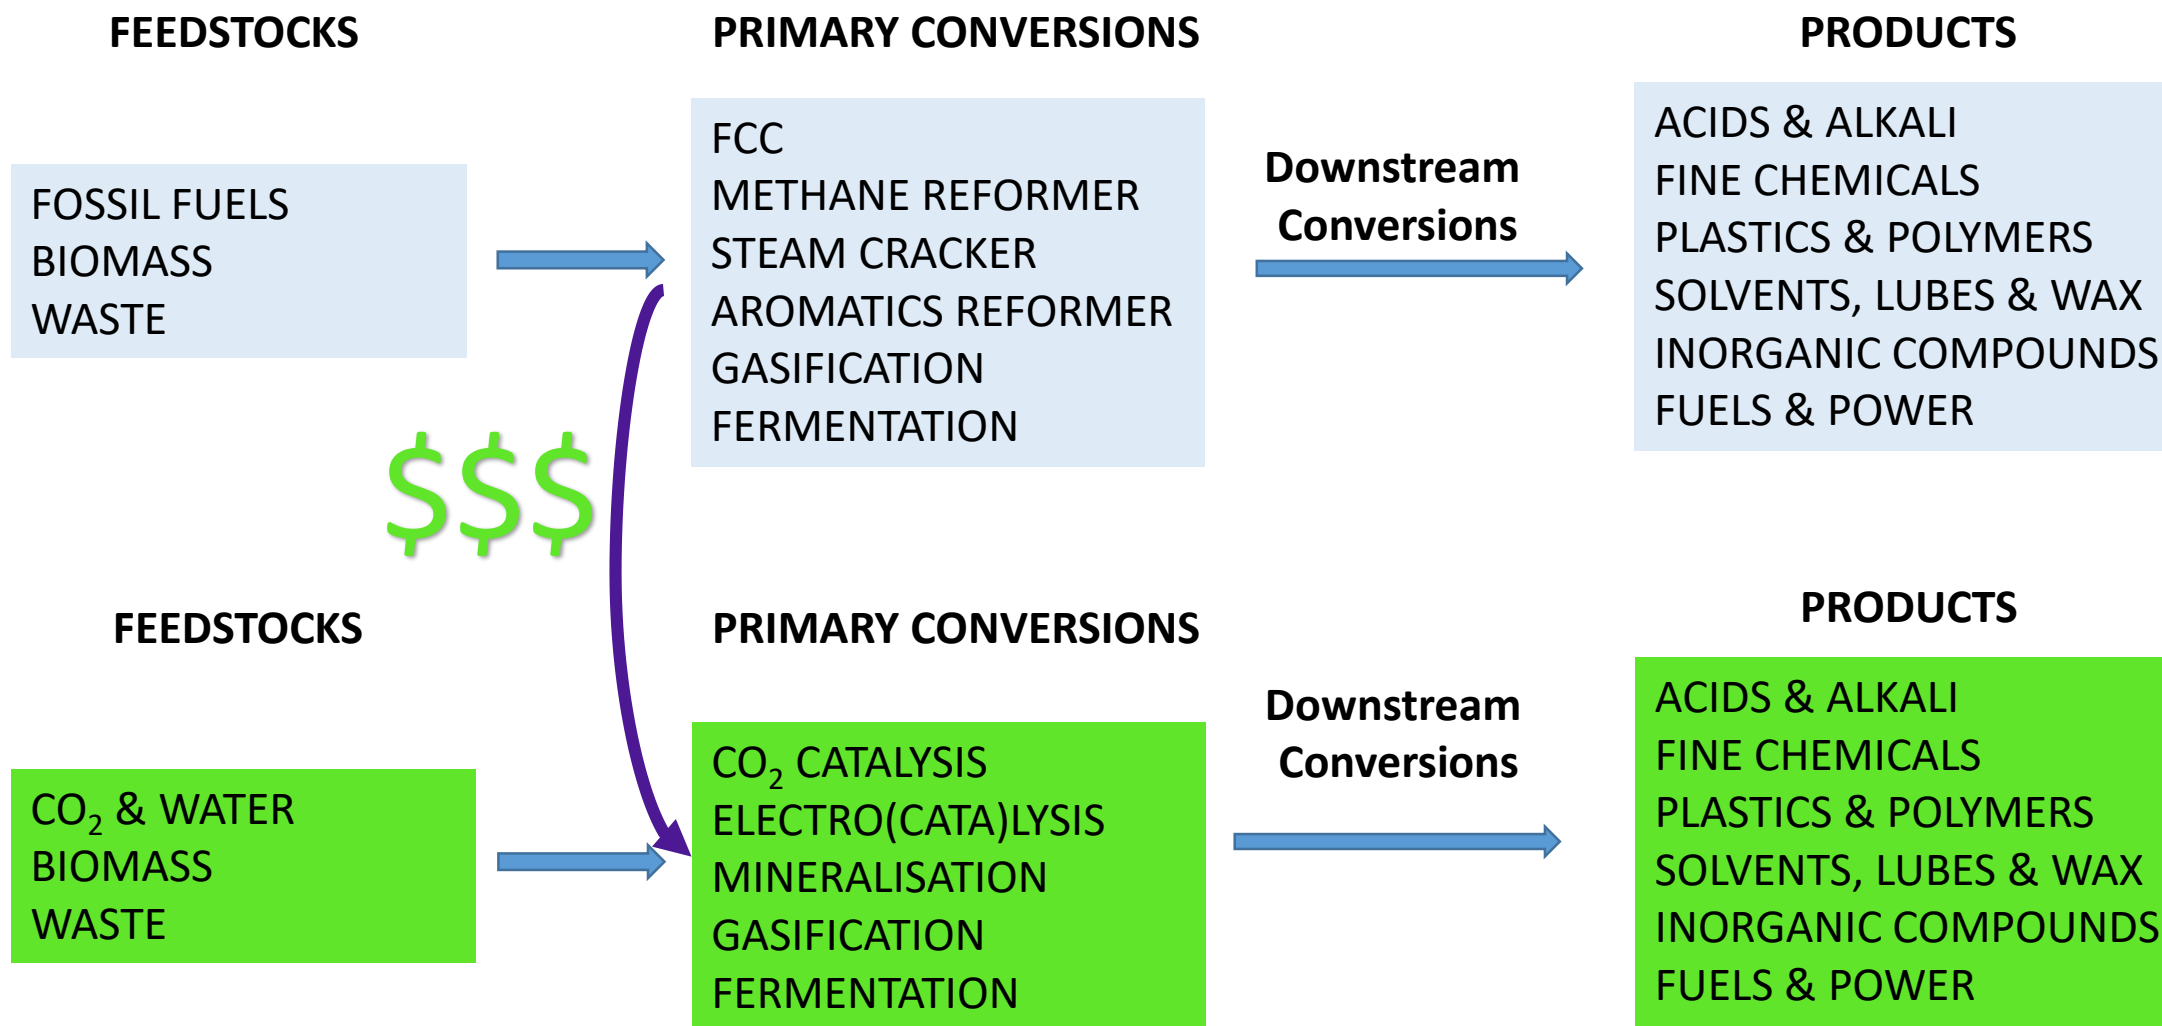 FEEDSTOCKS
PRIMARY CONVERSIONS
PRODUCTS
FOSSIL FUELS
BIOMASS
WASTE
FCC
METHANE REFORMER
STEAM CRACKER
AROMATICS REFORMER
GASIFICATION
FERMENTATION
Downstream
Conversions
ACIDS & ALKALI
FINE CHEMICALS
PLASTICS & POLYMERS
SOLVENTS, LUBES & WAX
INORGANIC COMPOUNDS
FUELS & POWER
$$$
FEEDSTOCKS
PRIMARY CONVERSIONS
PRODUCTS
CO₂ & WATER
BIOMASS
WASTE
CO₂ CATALYSIS
ELECTRO(CATA)LYSIS
MINERALISATION
GASIFICATION
FERMENTATION
Downstream
Conversions
ACIDS & ALKALI
FINE CHEMICALS
PLASTICS & POLYMERS
SOLVENTS, LUBES & WAX
INORGANIC COMPOUNDS
FUELS & POWER